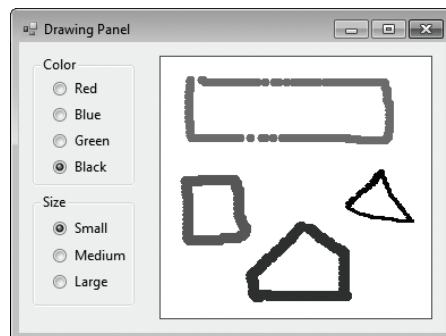 Drawing Panel
Color
Red
Blue
Green
Black
Size
Small
Medium
Large